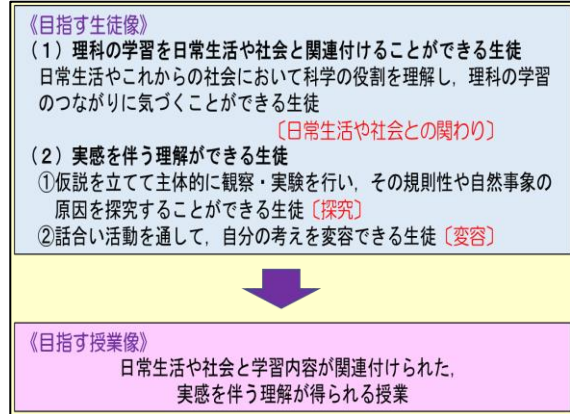 《目指す生徒像》
(1)理科の学習を日常生活や社会と関連付けることができる生徒
日常生活やこれからの社会において科学の役割を理解し，理科の学習
のつながりに気づくことができる生徒
〔日常生活や社会との関わり〕
(2)実感を伴う理解ができる生徒
①仮説を立てて主体的に観察・実験を行い，その規則性や自然事象の
原因を探究することができる生徒〔探究〕
②話合い活動を通して，自分の考えを変容できる生徒〔変容〕
《目指す授業像》
日常生活や社会と学習内容が関連付けられた，
実感を伴う理解が得られる授業